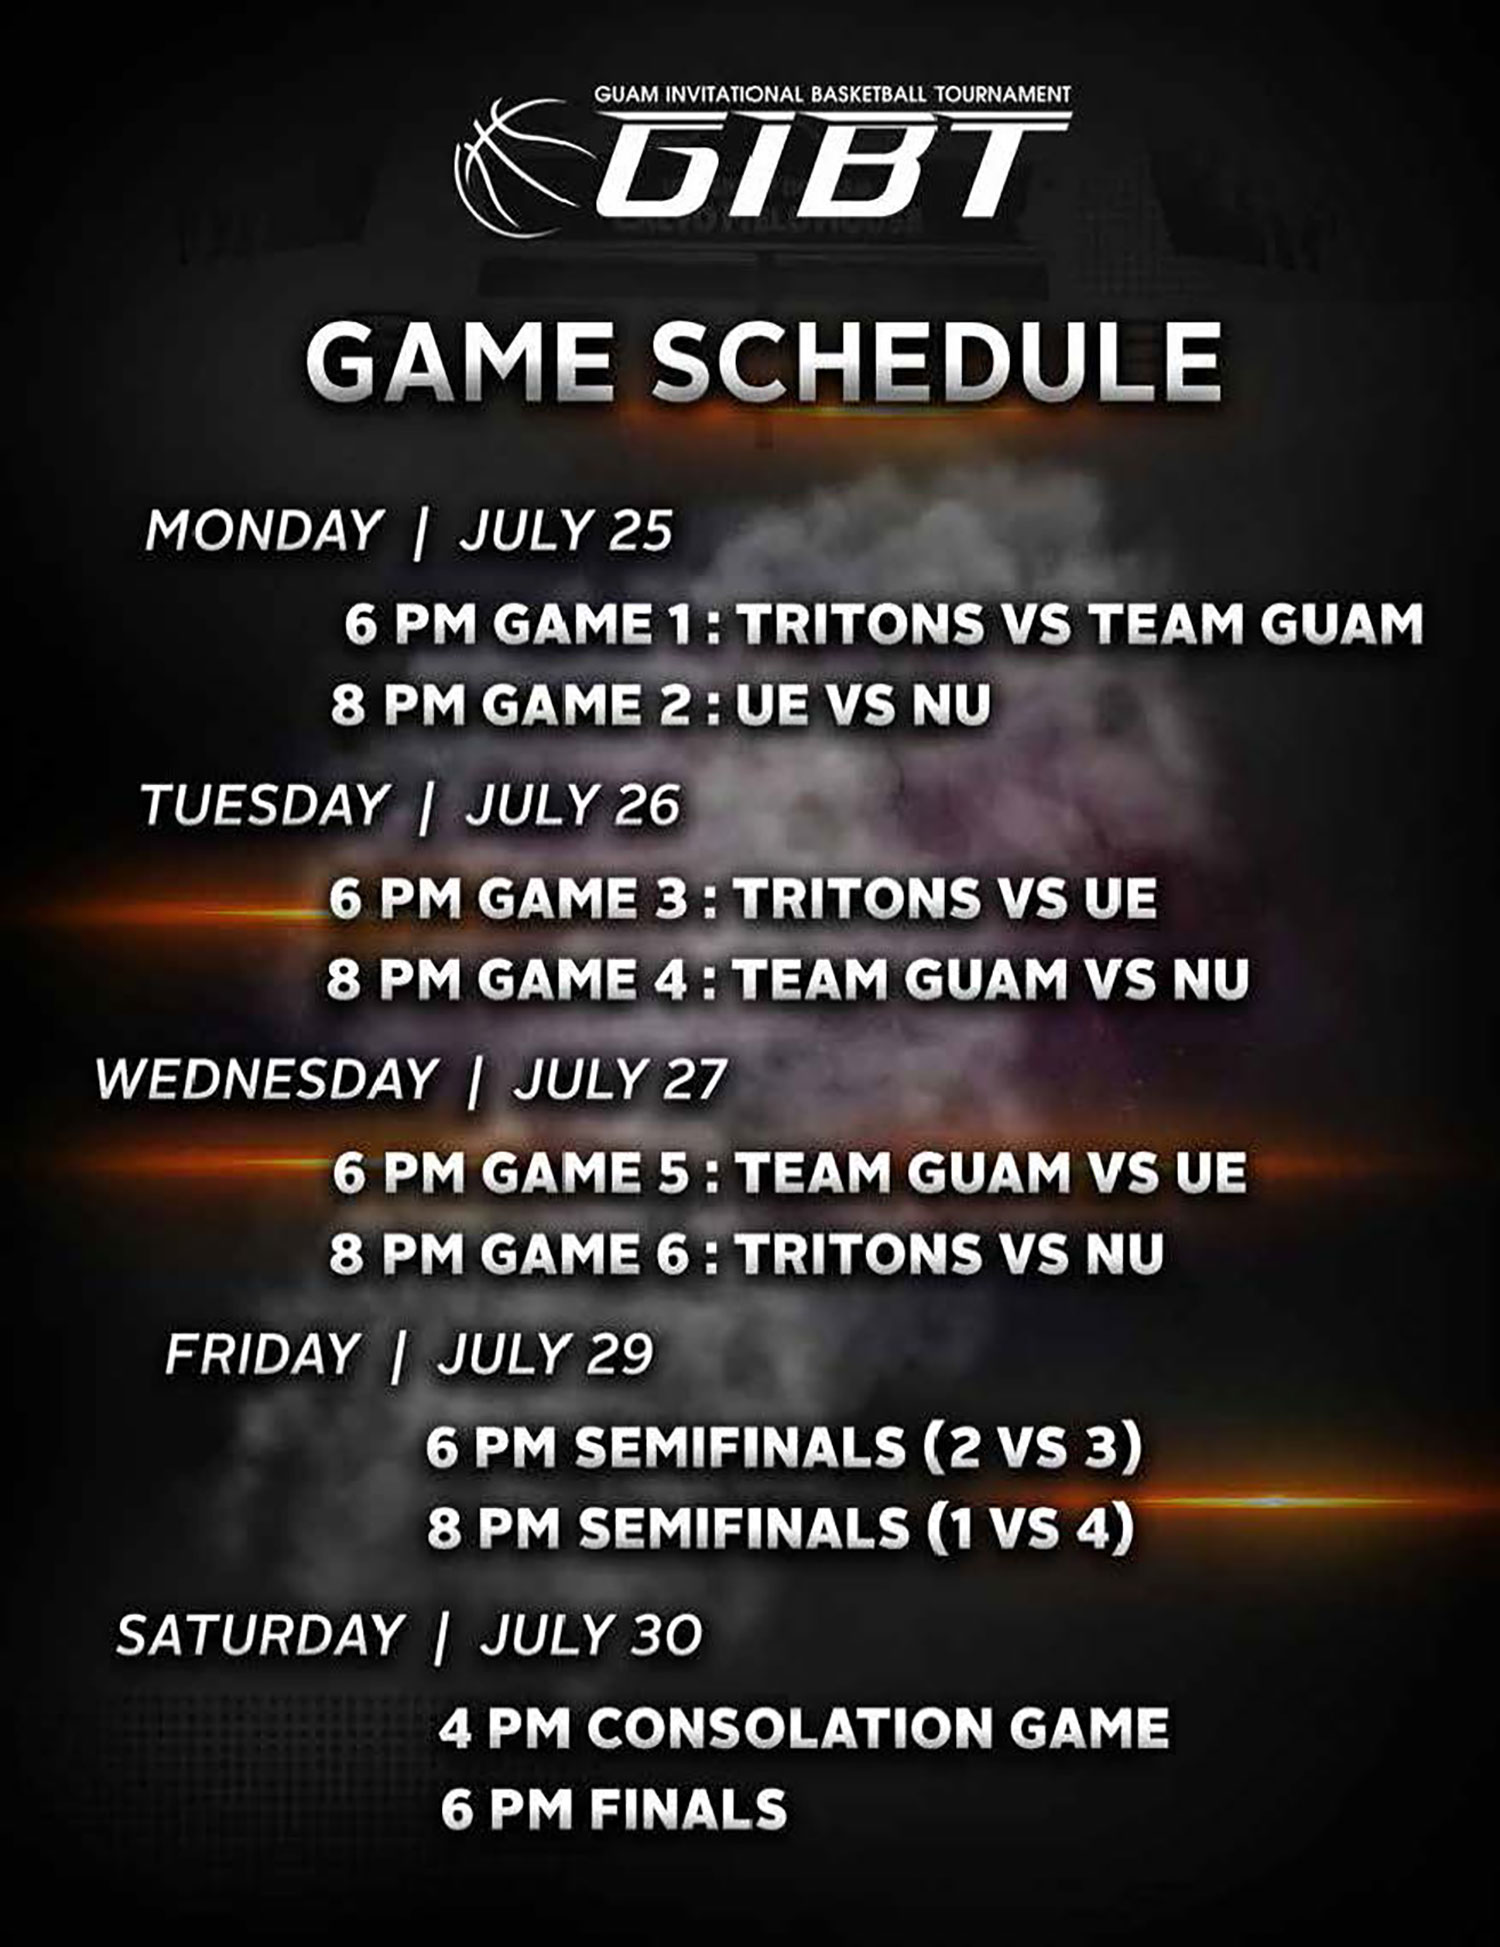 GUAM INVITATIONAL BASKETBALL TOURNAMENT
GIBT
GAME SCHEDULE
MONDAY | JULY 25
6 PM GAME 1 : TRITONS VS TEAM GUAM
8 PM GAME 2 : UE VS NU
TUESDAY | JULY 26
6 PM GAME 3 : TRITONS VS UE
8 PM GAME 4 : TEAM GUAM VS NU
WEDNESDAY | JULY 27
6 PM GAME 5 : TEAM GUAM VS UE
8 PM GAME 6 : TRITONS VS NU
FRIDAY | JULY 29
6 PM SEMIFINALS (2 VS 3)
8 PM SEMIFINALS (1 VS 4)
SATURDAY | JULY 30
4 PM CONSOLATION GAME
6 PM FINALS